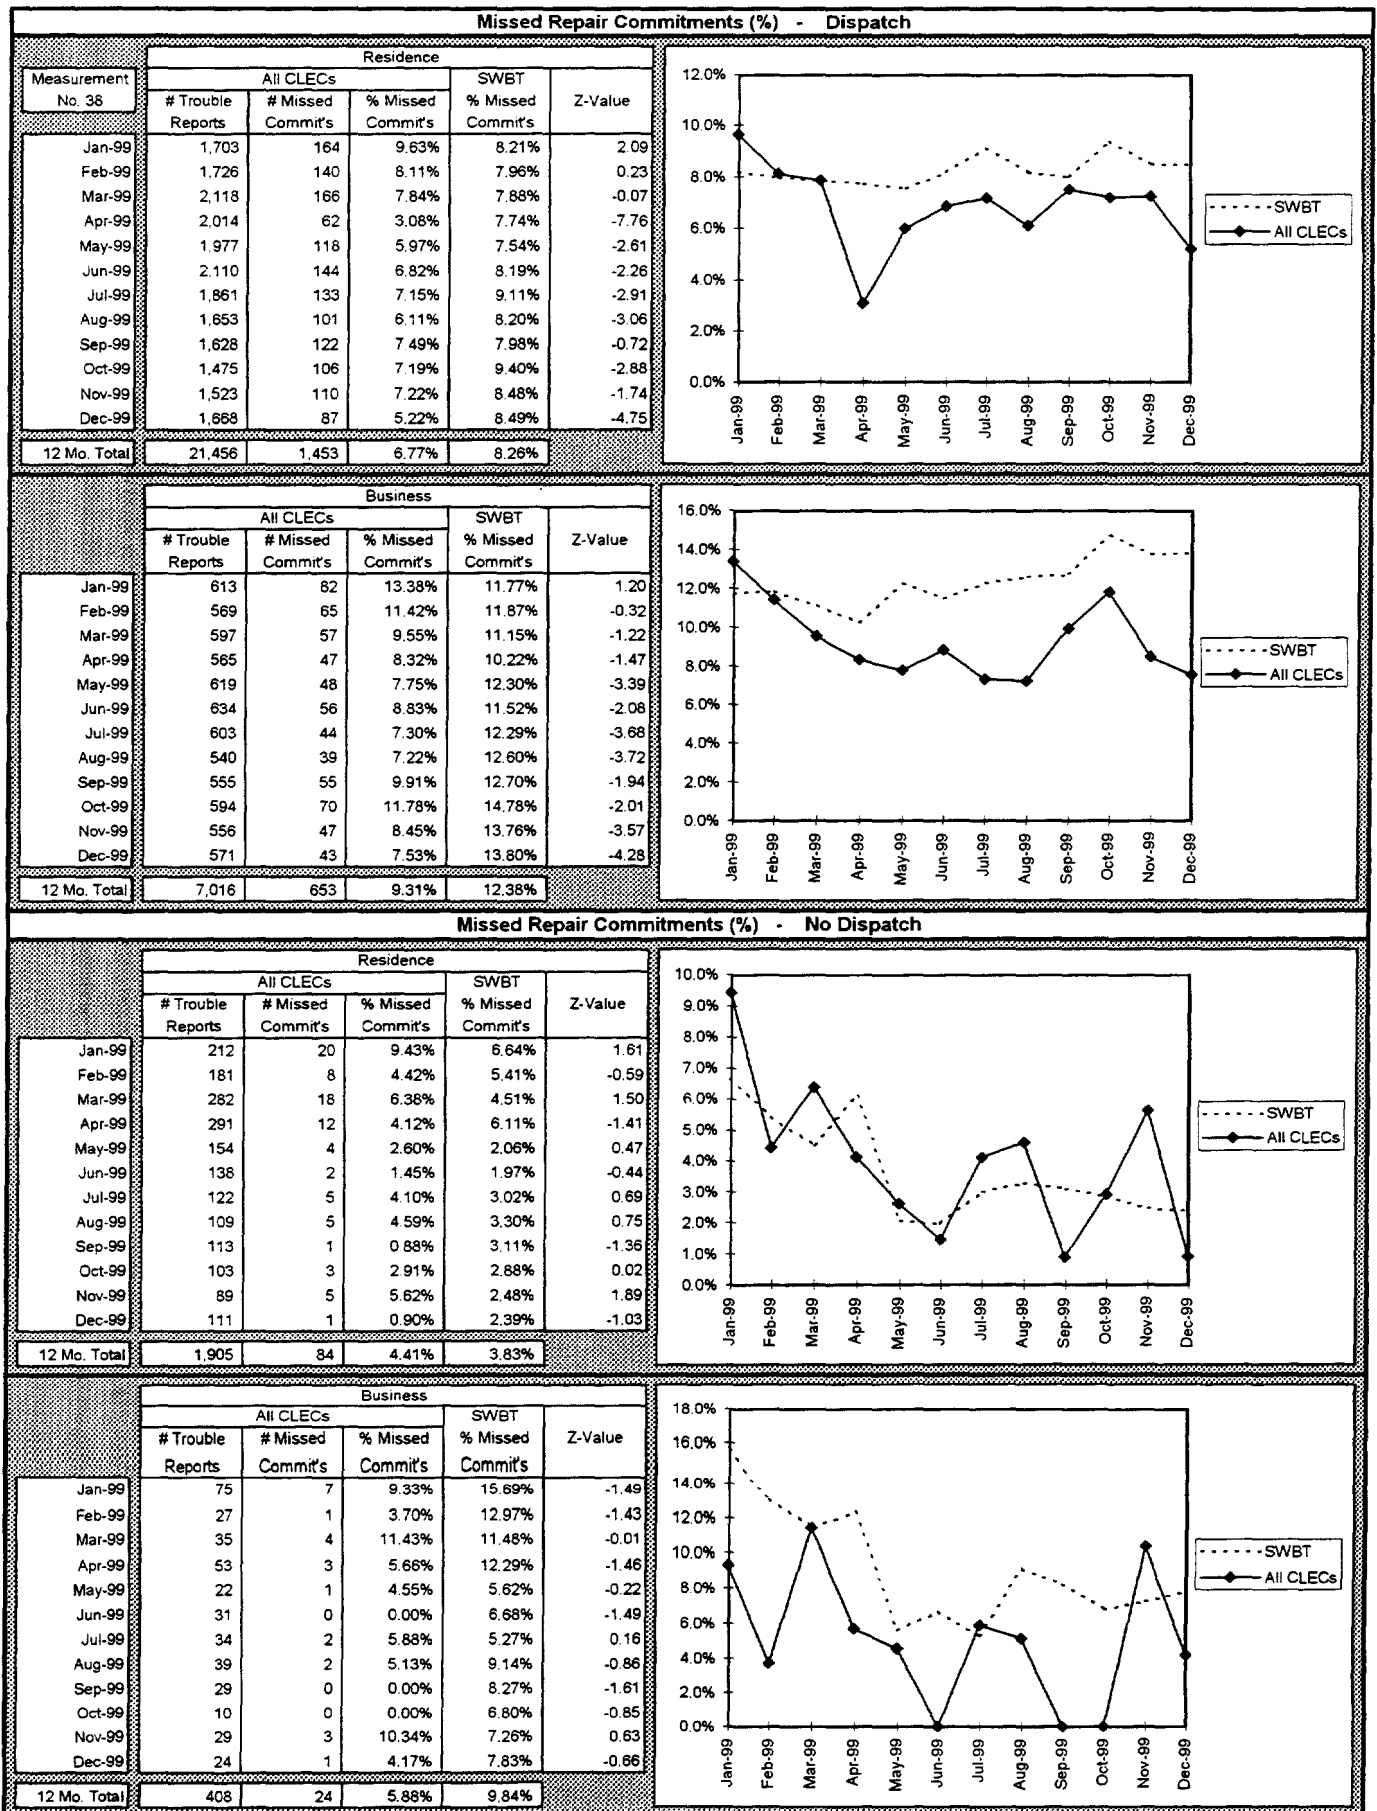 Missed Repair Commitments (%) - Dispatch
Measurement
No. 38
Residence
All CLECs SWBT
# Trouble # Missed % Missed % Missed Z-Value
Reports Commit's Commit's Commit's
Jan-99 1,703 164 9.63% 8.21% 2.09
Feb-99 1,726 140 8.11% 7.96% 0.23
Mar-99 2,118 166 7.84% 7.88% -0.07
Apr-99 2,014 62 3.08% 7.74% -7.76
May-99 1,977 118 5.97% 7.54% -2.61
Jun-99 2,110 144 6.82% 8.19% -2.26
Jul-99 1,861 133 7.15% 9.11% -2.91
Aug-99 1,653 101 6.11% 8.20% -3.06
Sep-99 1,628 122 7.49% 7.98% -0.72
Oct-99 1,475 106 7.19% 9.40% -2.88
Nov-99 1,523 110 7.22% 8.48% -1.74
Dec-99 1,668 87 5.22% 8.49% -4.75
12 Mo. Total 21,456 1,453 6.77% 8.26%
12.0%
10.0%
8.0%
6.0%
4.0%
2.0%
0.0%
Jan-99 Feb-99 Mar-99 Apr-99 May-99 Jun-99 Jul-99 Aug-99 Sep-99 Oct-99 Nov-99 Dec-99
SWBT
All CLECs
Business
All CLECs SWBT
# Trouble # Missed % Missed % Missed Z-Value
Reports Commit's Commit's Commit's
Jan-99 613 82 13.38% 11.77% 1.20
Feb-99 569 65 11.42% 11.87% -0.32
Mar-99 597 57 9.55% 11.15% -1.22
Apr-99 565 47 8.32% 10.22% -1.47
May-99 619 48 7.75% 12.30% -3.39
Jun-99 634 56 8.83% 11.52% -2.08
Jul-99 603 44 7.30% 12.29% -3.68
Aug-99 540 39 7.22% 12.60% -3.72
Sep-99 555 55 9.91% 12.70% -1.94
Oct-99 594 70 11.78% 14.78% -2.01
Nov-99 556 47 8.45% 13.76% -3.57
Dec-99 571 43 7.53% 13.80% -4.28
12 Mo. Total 7,016 653 9.31% 12.38%
16.0%
14.0%
12.0%
10.0%
8.0%
6.0%
4.0%
2.0%
0.0%
Jan-99 Feb-99 Mar-99 Apr-99 May-99 Jun-99 Jul-99 Aug-99 Sep-99 Oct-99 Nov-99 Dec-99
SWBT
All CLECs
Missed Repair Commitments (%) - No Dispatch
Residence
All CLECs SWBT
# Trouble # Missed % Missed % Missed Z-Value
Reports Commit's Commit's Commit's
Jan-99 212 20 9.43% 6.64% 1.61
Feb-99 181 8 4.42% 5.41% -0.59
Mar-99 282 18 6.38% 4.51% 1.50
Apr-99 291 12 4.12% 6.11% -1.41
May-99 154 4 2.60% 2.06% 0.47
Jun-99 138 2 1.45% 1.97% -0.44
Jul-99 122 5 4.10% 3.02% 0.69
Aug-99 109 5 4.59% 3.30% 0.75
Sep-99 113 1 0.88% 3.11% -1.36
Oct-99 103 3 2.91% 2.88% 0.02
Nov-99 89 5 5.62% 2.48% 1.89
Dec-99 111 1 0.90% 2.39% -1.03
12 Mo. Total 1,905 84 4.41% 3.83%
10.0%
9.0%
8.0%
7.0%
6.0%
5.0%
4.0%
3.0%
2.0%
1.0%
0.0%
Jan-99 Feb-99 Mar-99 Apr-99 May-99 Jun-99 Jul-99 Aug-99 Sep-99 Oct-99 Nov-99 Dec-99
SWBT
All CLECs
Business
All CLECs SWBT
# Trouble # Missed % Missed % Missed Z-Value
Reports Commit's Commit's Commit's
Jan-99 75 7 9.33% 15.69% -1.49
Feb-99 27 1 3.70% 12.97% -1.43
Mar-99 35 4 11.43% 11.48% -0.01
Apr-99 53 3 5.66% 12.29% -1.46
May-99 22 1 4.55% 5.62% -0.22
Jun-99 31 0 0.00% 6.68% -1.49
Jul-99 34 2 5.88% 5.27% 0.16
Aug-99 39 2 5.13% 9.14% -0.86
Sep-99 29 0 0.00% 8.27% -1.61
Oct-99 10 0 0.00% 6.80% -0.85
Nov-99 29 3 10.34% 7.26% 0.63
Dec-99 24 1 4.17% 7.83% -0.66
12 Mo. Total 408 24 5.88% 9.84%
18.0%
16.0%
14.0%
12.0%
10.0%
8.0%
6.0%
4.0%
2.0%
0.0%
Jan-99 Feb-99 Mar-99 Apr-99 May-99 Jun-99 Jul-99 Aug-99 Sep-99 Oct-99 Nov-99 Dec-99
SWBT
All CLECs